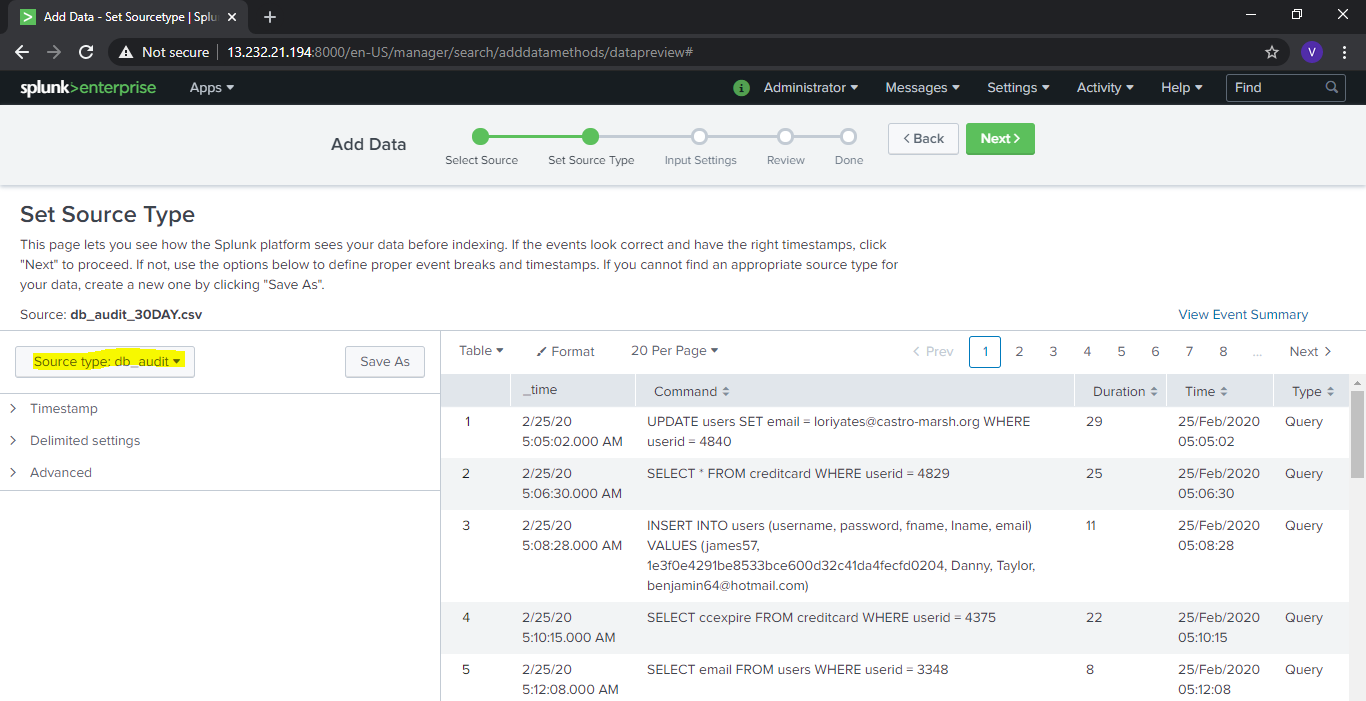 Add Data - Set Sourcetype | Splu
Not secure 13.232.21.194:8000/en-US/manager/search/adddatamethods/datapreview#
V
splunk>enterprise Apps i Administrator Messages Settings Activity Help Find
Add Data
Select Source Set Source Type Input Settings Review Done
< Back Next >
Set Source Type
This page lets you see how the Splunk platform sees your data before indexing. If the events look correct and have the right timestamps, click
"Next" to proceed. If not, use the options below to define proper event breaks and timestamps. If you cannot find an appropriate source type for
your data, create a new one by clicking "Save As".
Source: db_audit_30DAY.csv
View Event Summary
Source type: db_audit Save As
> Timestamp
> Delimited settings
> Advanced
Table Format 20 Per Page < Prev 1 2 3 4 5 6 7 8 ... Next >
_time Command Duration Time Type
1 2/25/20 UPDATE users SET email = loriyates@castro-marsh.org WHERE 29 25/Feb/2020 Query
5:05:02.000 AM userid = 4840 05:05:02
2 2/25/20 SELECT * FROM creditcard WHERE userid = 4829 25 25/Feb/2020 Query
5:06:30.000 AM 05:06:30
3 2/25/20 INSERT INTO users (username, password, fname, lname, email) 11 25/Feb/2020 Query
5:08:28.000 AM VALUES (james57, 05:08:28
1e3f0e4291be8533bce600d32c41da4fecfd0204, Danny, Taylor,
benjamin64@hotmail.com)
4 2/25/20 SELECT ccexpire FROM creditcard WHERE userid = 4375 22 25/Feb/2020 Query
5:10:15.000 AM 05:10:15
5 2/25/20 SELECT email FROM users WHERE userid = 3348 8 25/Feb/2020 Query
5:12:08.000 AM 05:12:08